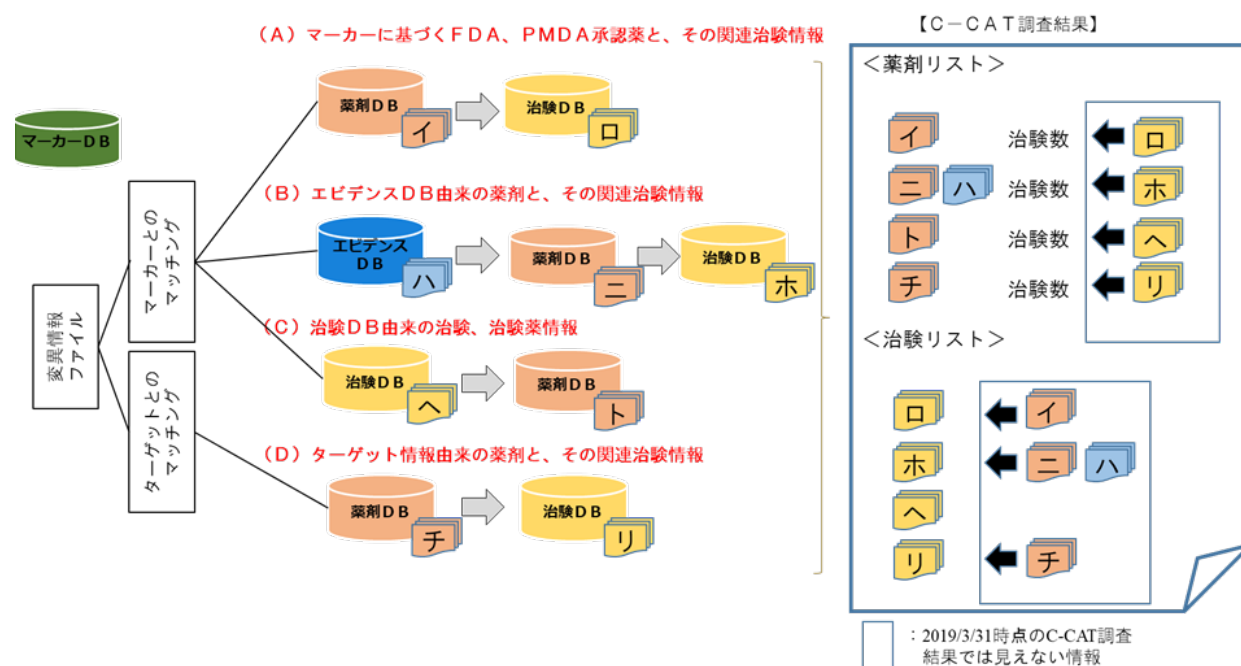 (A)マーカーに基づくFDA、PMDA承認薬と、その関連治験情報
薬剤DB
イ
治験DB
ロ
マーカーDB
(B)エビデンスDB由来の薬剤と、その関連治験情報
エビデンス
DB
ハ
薬剤DB
ニ
治験DB
ホ
変異情報
ファイル
マーカーとの
マッチング
ターゲットとの
マッチング
(C)治験DB由来の治験、治験薬情報
治験DB
ヘ
薬剤DB
ト
(D)ターゲット情報由来の薬剤と、その関連治験情報
薬剤DB
チ
治験DB
リ
【C-CAT調査結果】
<薬剤リスト>
イ 治験数 ロ
ニ ハ 治験数 ホ
ト 治験数 ヘ
チ 治験数 リ
<治験リスト>
ロ イ
ホ ニ ハ
ヘ
リ チ
:2019/3/31時点のC-CAT調査
結果では見えない情報